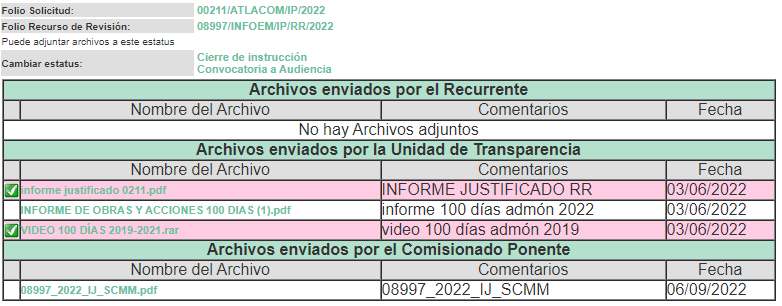 Folio Solicitud: 00211/ATLACOM/IP/2022
Folio Recurso de Revisión: 08997/INFOEM/IP/RR/2022
Puede adjuntar archivos a este estatus
Cambiar estatus: Cierre de instrucción
Convocatoria a Audiencia
Archivos enviados por el Recurrente
Nombre del Archivo Comentarios Fecha
No hay Archivos adjuntos
Archivos enviados por la Unidad de Transparencia
Nombre del Archivo Comentarios Fecha
informe justificado 0211.pdf INFORME JUSTIFICADO RR 03/06/2022
INFORME DE OBRAS Y ACCIONES 100 DIAS (1).pdf informe 100 días admón 2022 03/06/2022
VIDEO 100 DÍAS 2019-2021.rar video 100 días admón 2019 03/06/2022
Archivos enviados por el Comisionado Ponente
Nombre del Archivo Comentarios Fecha
08997_2022_IJ_SCMM.pdf 08997_2022_IJ_SCMM 06/09/2022